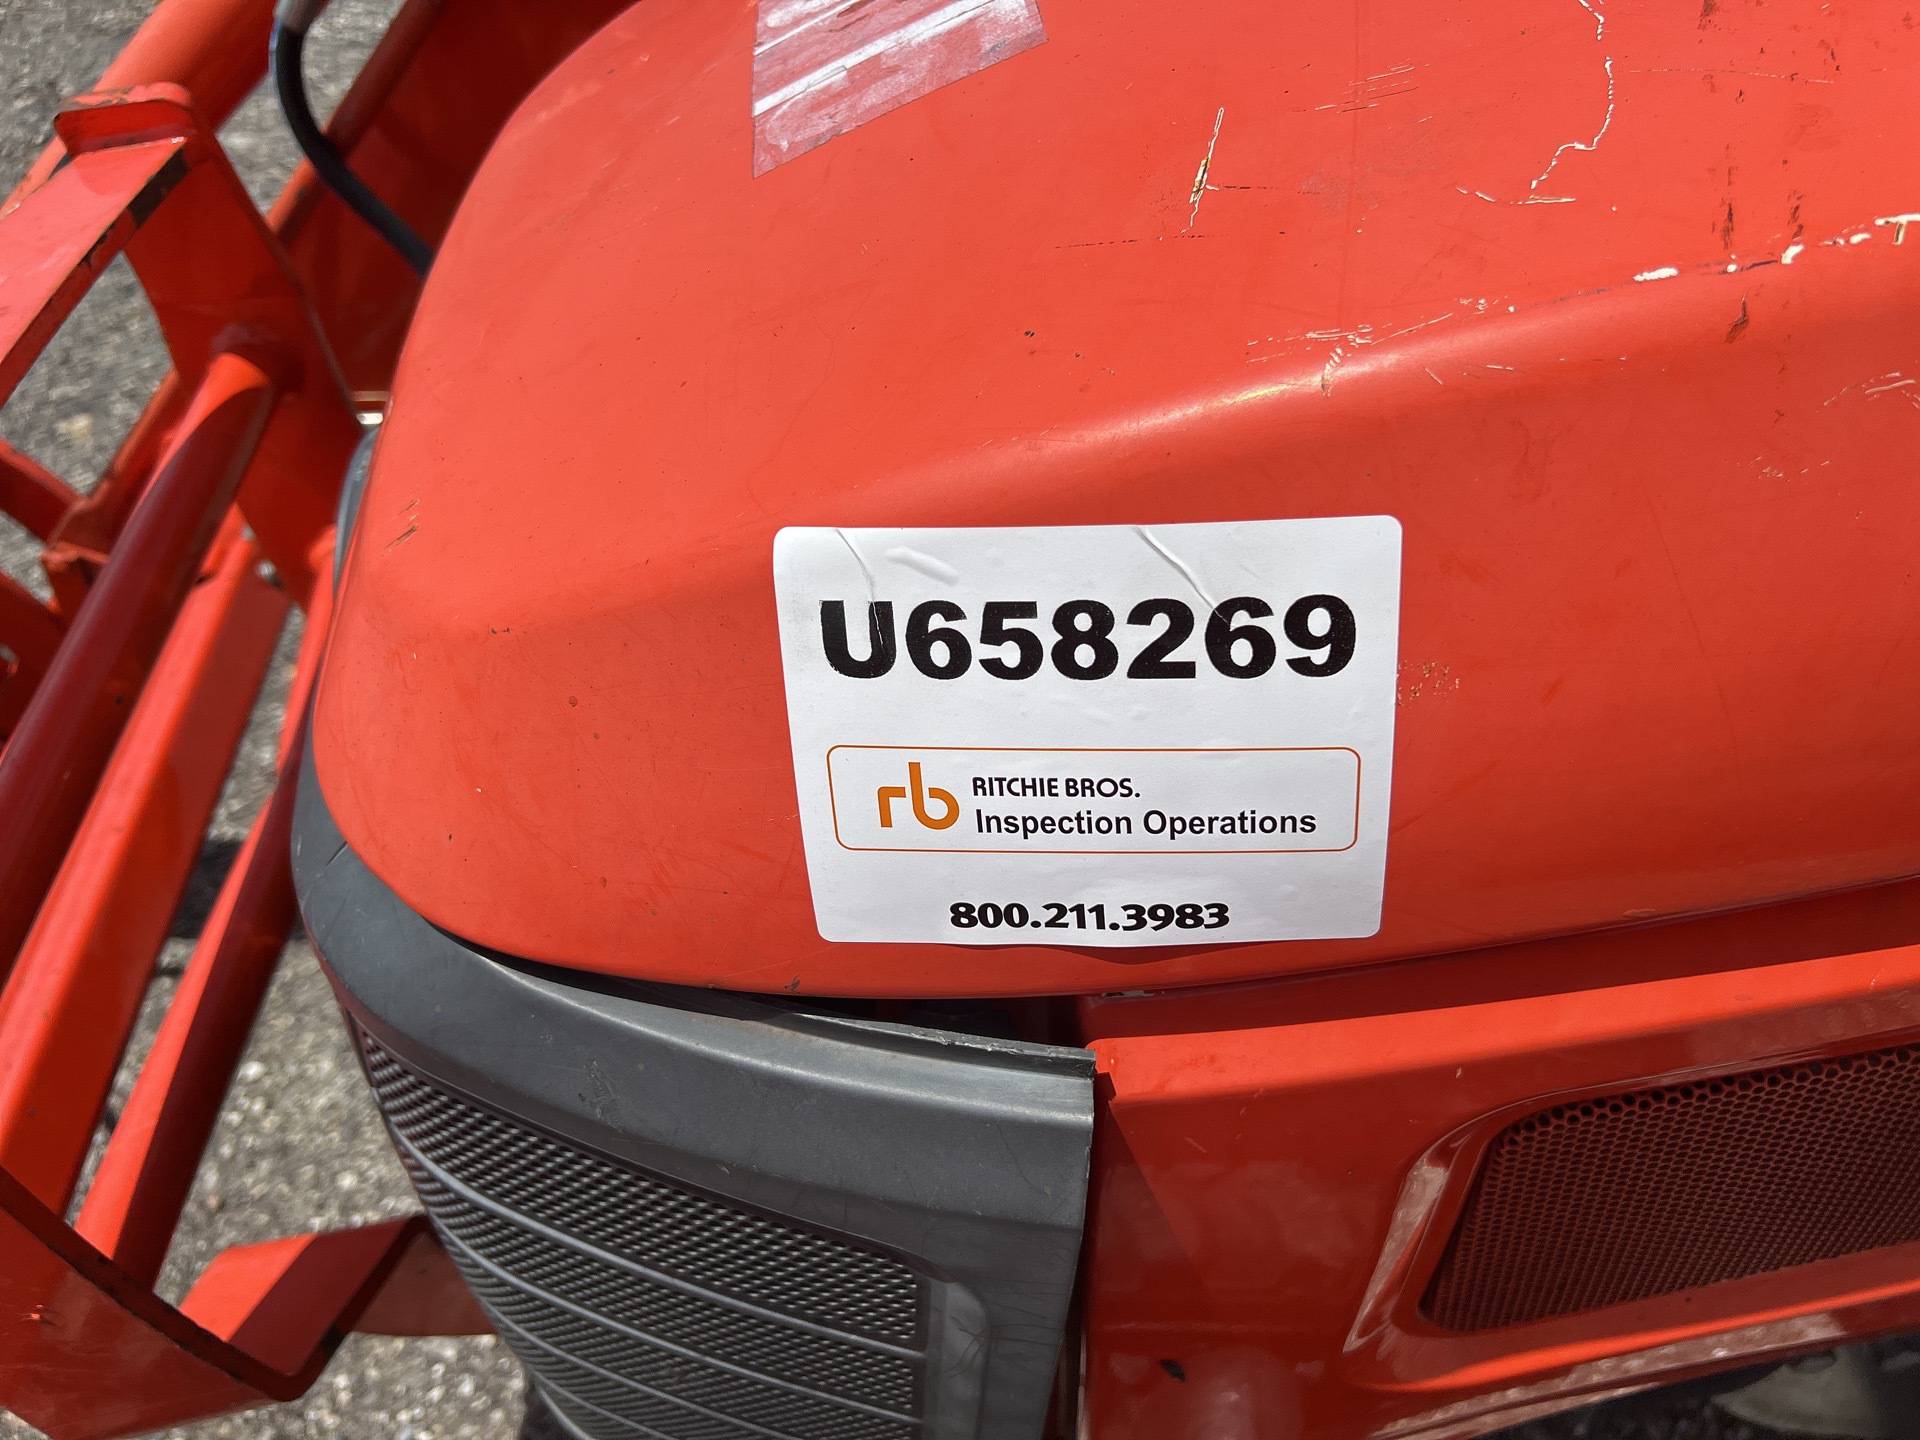 U658269
rb RITCHIE BROS.
Inspection Operations
800.211.3983